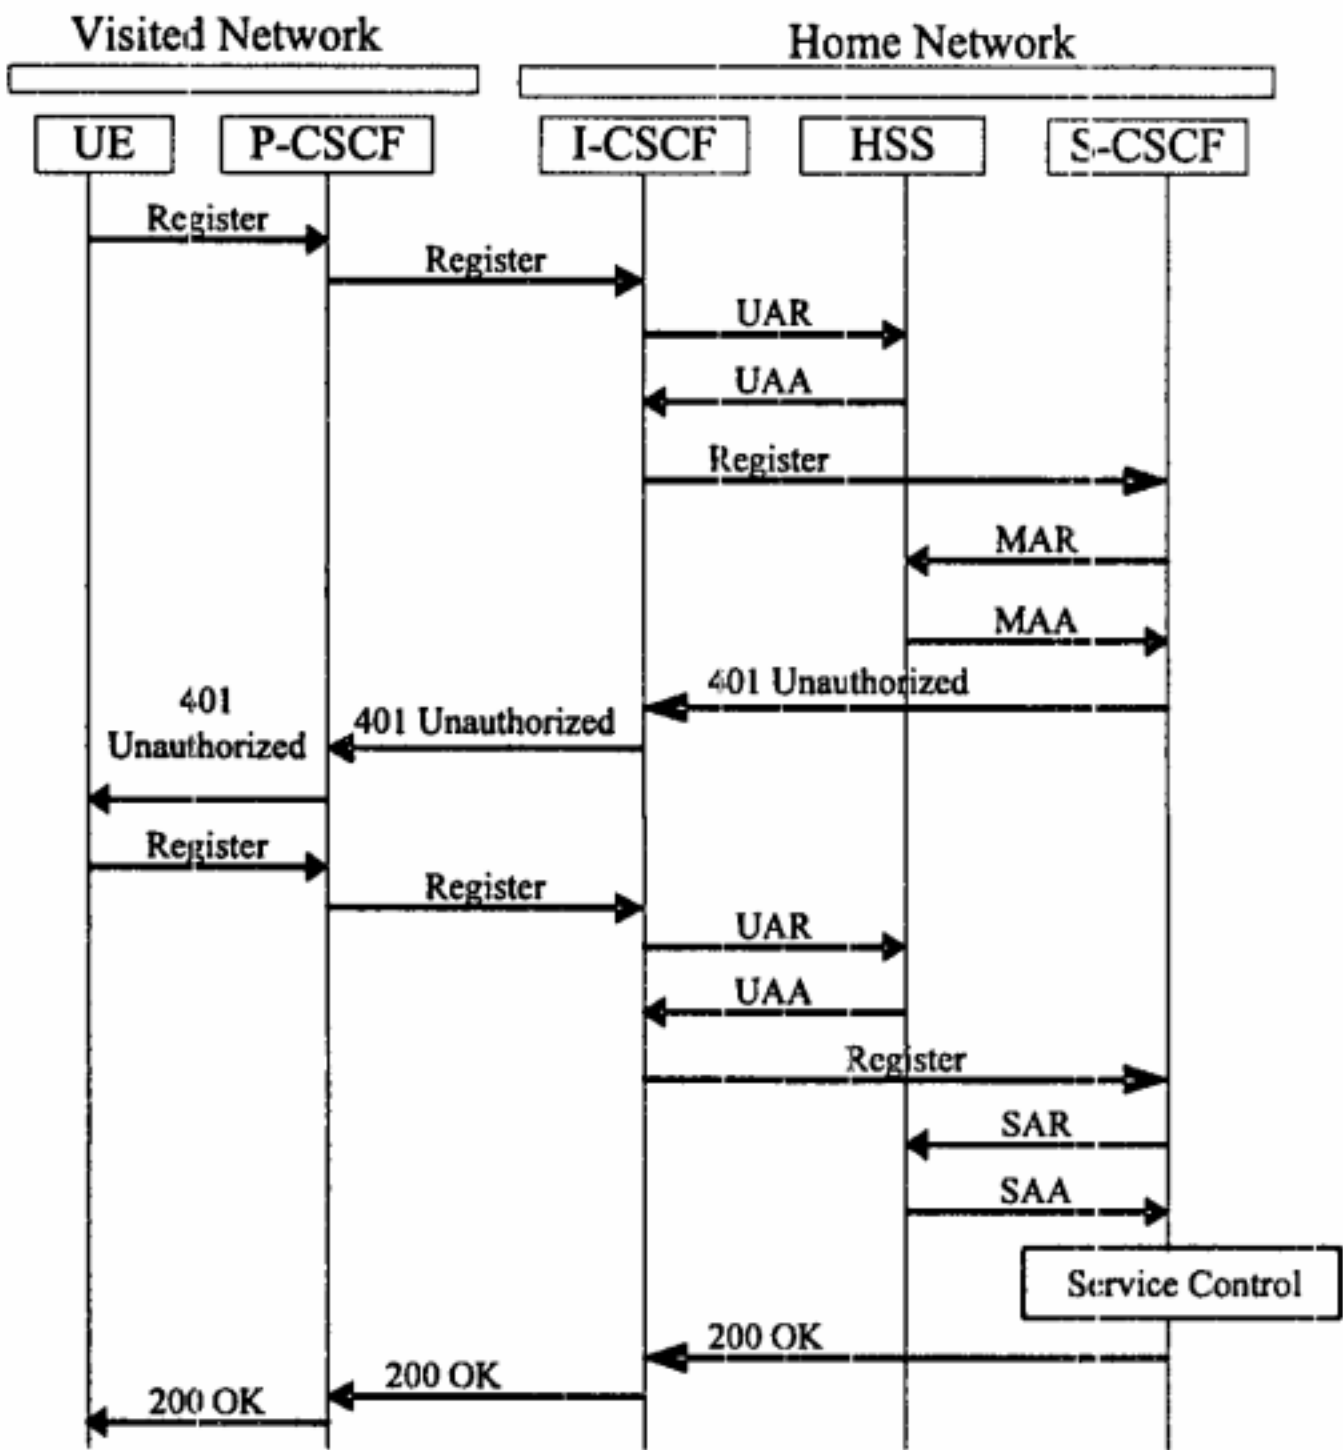 Visited Network
Home Network
UE
P-CSCF
I-CSCF
HSS
S-CSCF
Register
Register
UAR
UAA
Register
MAR
MAA
401 Unauthorized
401 Unauthorized
401
Unauthorized
Register
Register
UAR
UAA
Register
SAR
SAA
Service Control
200 OK
200 OK
200 OK